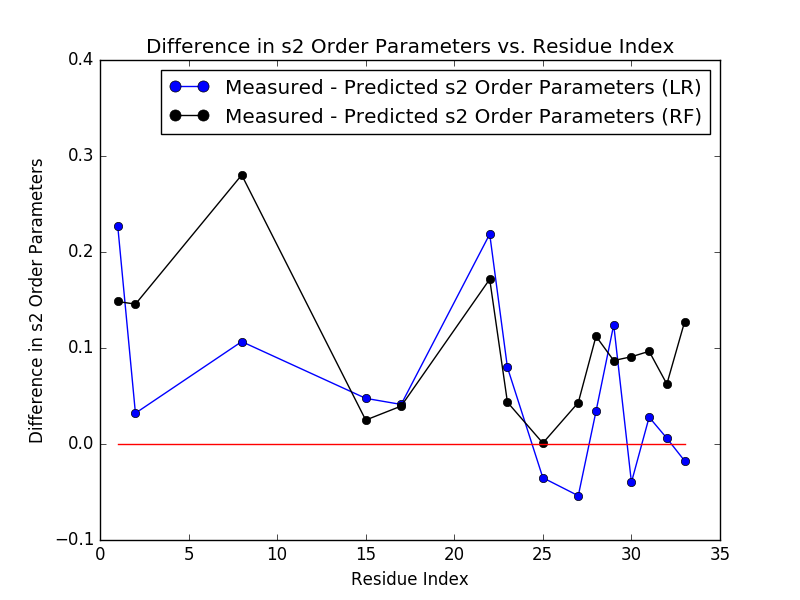 Difference in s2 Order Parameters vs. Residue Index
0.4
Measured - Predicted s2 Order Parameters (LR)
Measured - Predicted s2 Order Parameters (RF)
0.3
0.2
0.1
0.0
−0.1
Difference in s2 Order Parameters
0 5 10 15 20 25 30 35
Residue Index